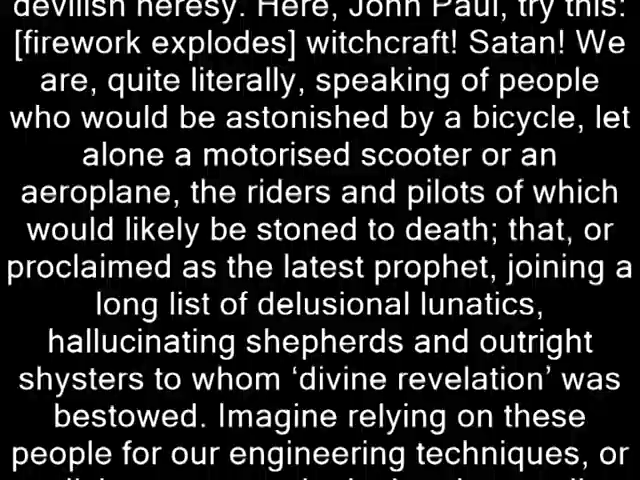 devilish heresy. Here, John Paul, try this:
[firework explodes] witchcraft! Satan! We
are, quite literally, speaking of people
who would be astonished by a bicycle, let
alone a motorised scooter or an
aeroplane, the riders and pilots of which
would likely be stoned to death; that, or
proclaimed as the latest prophet, joining a
long list of delusional lunatics,
hallucinating shepherds and outright
shysters to whom ‘divine revelation’ was
bestowed. Imagine relying on these
people for our engineering techniques, or